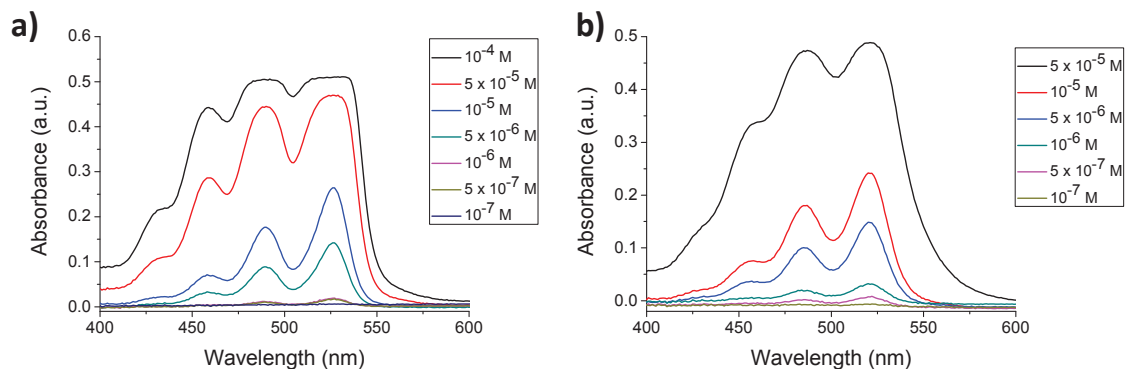 a)
0.6
0.5
0.4
0.3
0.2
0.1
0.0
Absorbance (a.u.)
400 450 500 550 600
Wavelength (nm)
10⁻⁴ M
5 x 10⁻⁵ M
10⁻⁵ M
5 x 10⁻⁶ M
10⁻⁶ M
5 x 10⁻⁷ M
10⁻⁷ M
b)
0.5
0.4
0.3
0.2
0.1
0.0
Absorbance (a.u.)
400 450 500 550 600
Wavelength (nm)
5 x 10⁻⁵ M
10⁻⁵ M
5 x 10⁻⁶ M
10⁻⁶ M
5 x 10⁻⁷ M
10⁻⁷ M